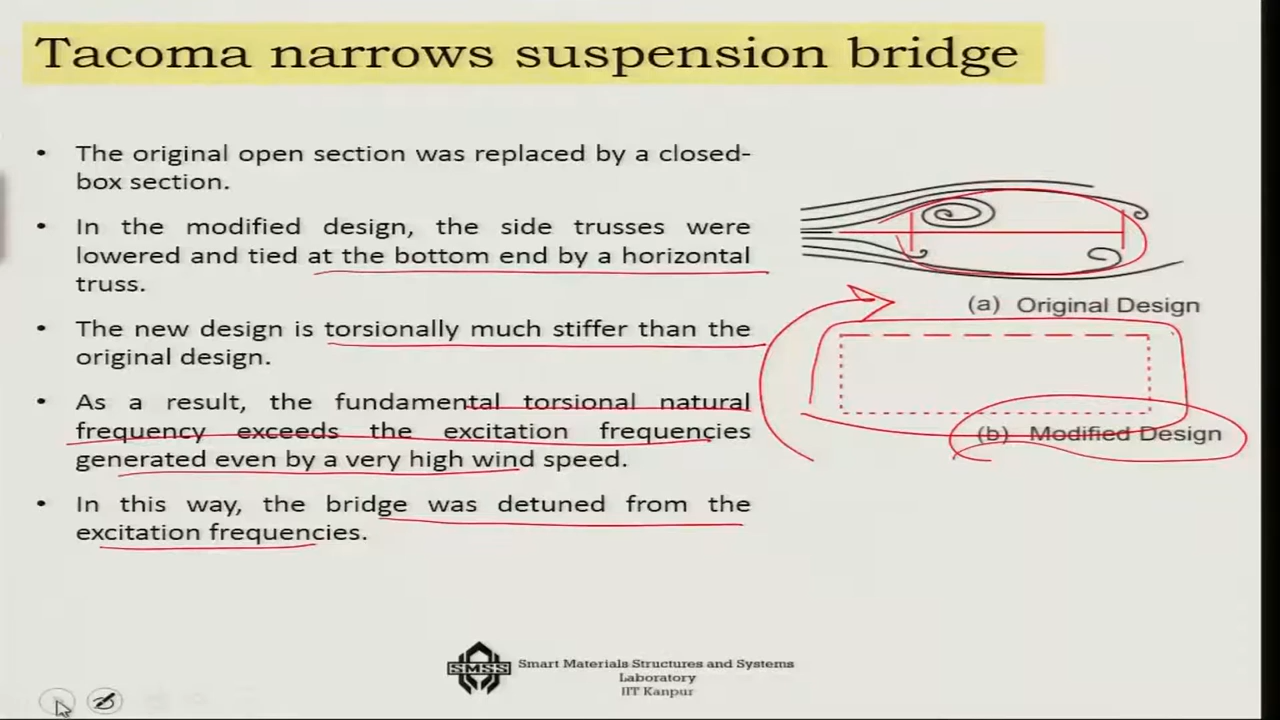 Tacoma narrows suspension bridge
• The original open section was replaced by a closed-
box section.
• In the modified design, the side trusses were
lowered and tied at the bottom end by a horizontal
truss.
• The new design is torsionally much stiffer than the
original design.
• As a result, the fundamental torsional natural
frequency exceeds the excitation frequencies
generated even by a very high wind speed.
• In this way, the bridge was detuned from the
excitation frequencies.
(a) Original Design
(b) Modified Design
SMSS
Smart Materials Structures and Systems
Laboratory
IIT Kanpur